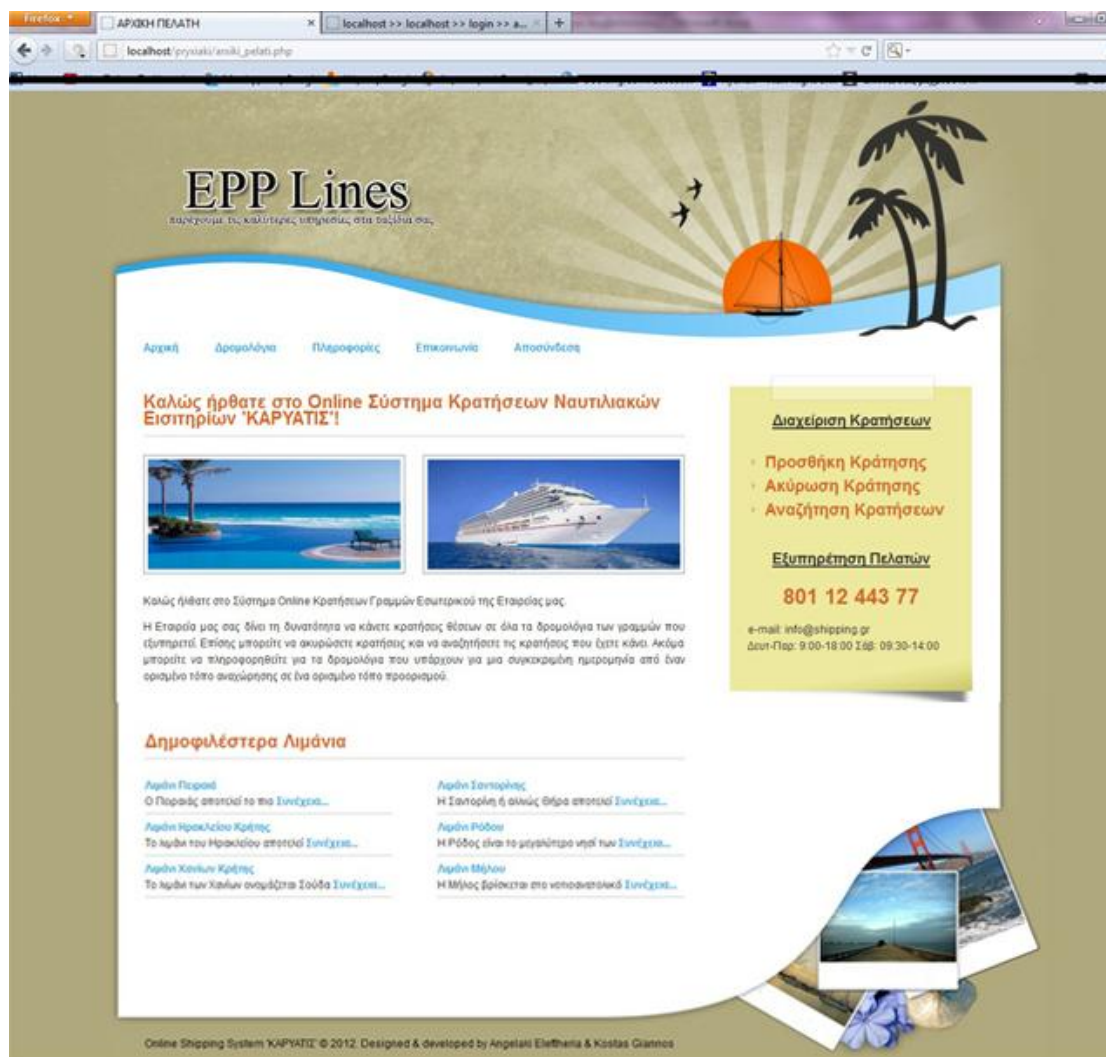 Firefox
ΑΡΧΙΚΗ ΠΕΛΑΤΗ
localhost >> localhost >> login >> a...
localhost/pryxiaki/arxiki_pelati.php
EPP Lines
παρέχουμε τις καλύτερες υπηρεσίες στα ταξίδια σας
Αρχική Δρομολόγια Πληροφορίες Επικοινωνία Αποσύνδεση
Καλώς ήρθατε στο Online Σύστημα Κρατήσεων Ναυτιλιακών
Εισιτηρίων 'ΚΑΡΥΑΤΙΣ'!
Καλώς ήλθατε στο Σύστημα Online Κρατήσεων Γραμμών Εσωτερικού της Εταιρείας μας.
Η Εταιρεία μας σας δίνει τη δυνατότητα να κάνετε κρατήσεις θέσεων σε όλα τα δρομολόγια των γραμμών που
εξυπηρετεί. Επίσης μπορείτε να ακυρώσετε κρατήσεις και να αναζητήσετε τις κρατήσεις που έχετε κάνει. Ακόμα
μπορείτε να πληροφορηθείτε για τα δρομολόγια που υπάρχουν για μια συγκεκριμένη ημερομηνία από έναν
ορισμένο τόπο αναχώρησης σε ένα ορισμένο τόπο προορισμού.
Διαχείριση Κρατήσεων
Προσθήκη Κράτησης
Ακύρωση Κράτησης
Αναζήτηση Κρατήσεων
Εξυπηρέτηση Πελατών
801 12 443 77
e-mail: info@shipping.gr
Δευτ-Παρ: 9:00-18:00 Σάβ: 09:30-14:00
Δημοφιλέστερα Λιμάνια
Λιμάνι Πειραιά
Ο Πειραιάς αποτελεί το πιο Συνέχεια...
Λιμάνι Ηρακλείου Κρήτης
Το λιμάνι του Ηρακλείου αποτελεί Συνέχεια...
Λιμάνι Χανίων Κρήτης
Το λιμάνι των Χανίων ονομάζεται Σούδα Συνέχεια...
Λιμάνι Σαντορίνης
Η Σαντορίνη ή αλλιώς Θήρα αποτελεί Συνέχεια...
Λιμάνι Ρόδου
Η Ρόδος είναι το μεγαλύτερο νησί των Συνέχεια...
Λιμάνι Μήλου
Η Μήλος βρίσκεται στο νοτιοανατολικό Συνέχεια...
Online Shipping System 'ΚΑΡΥΑΤΙΣ' © 2012. Designed & developed by Angelaki Eleftheria & Kostas Giannos